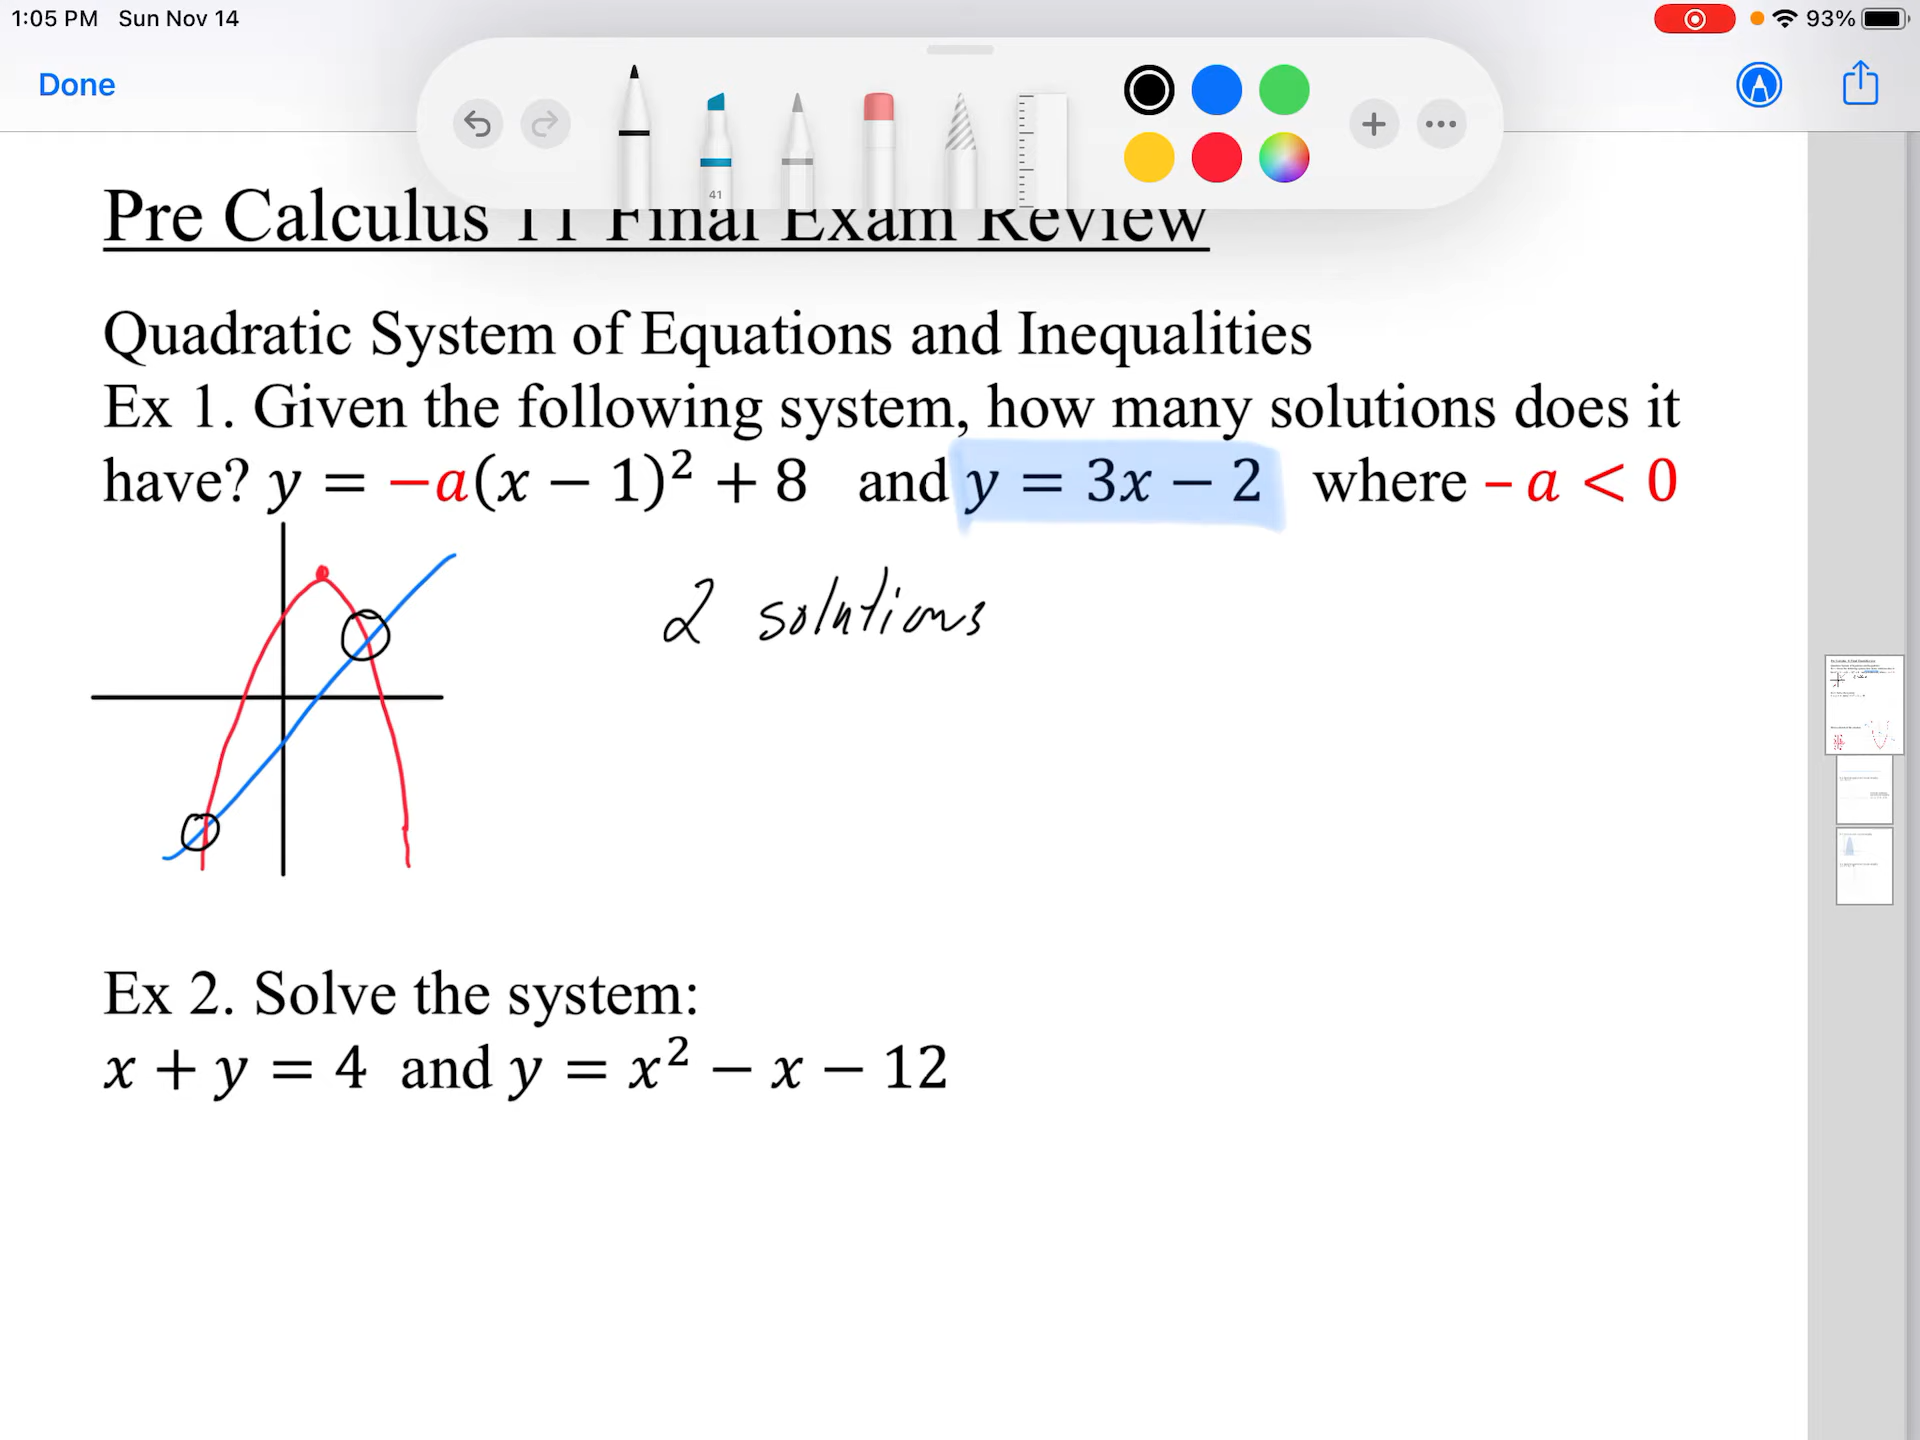 1:05 PM Sun Nov 14
93%
Done
41
Pre Calculus 11 Final Exam Review
Quadratic System of Equations and Inequalities
Ex 1. Given the following system, how many solutions does it
have? y = −a(x − 1)² + 8 and y = 3x − 2 where – a < 0
2 solutions
Ex 2. Solve the system:
x + y = 4 and y = x² − x − 12